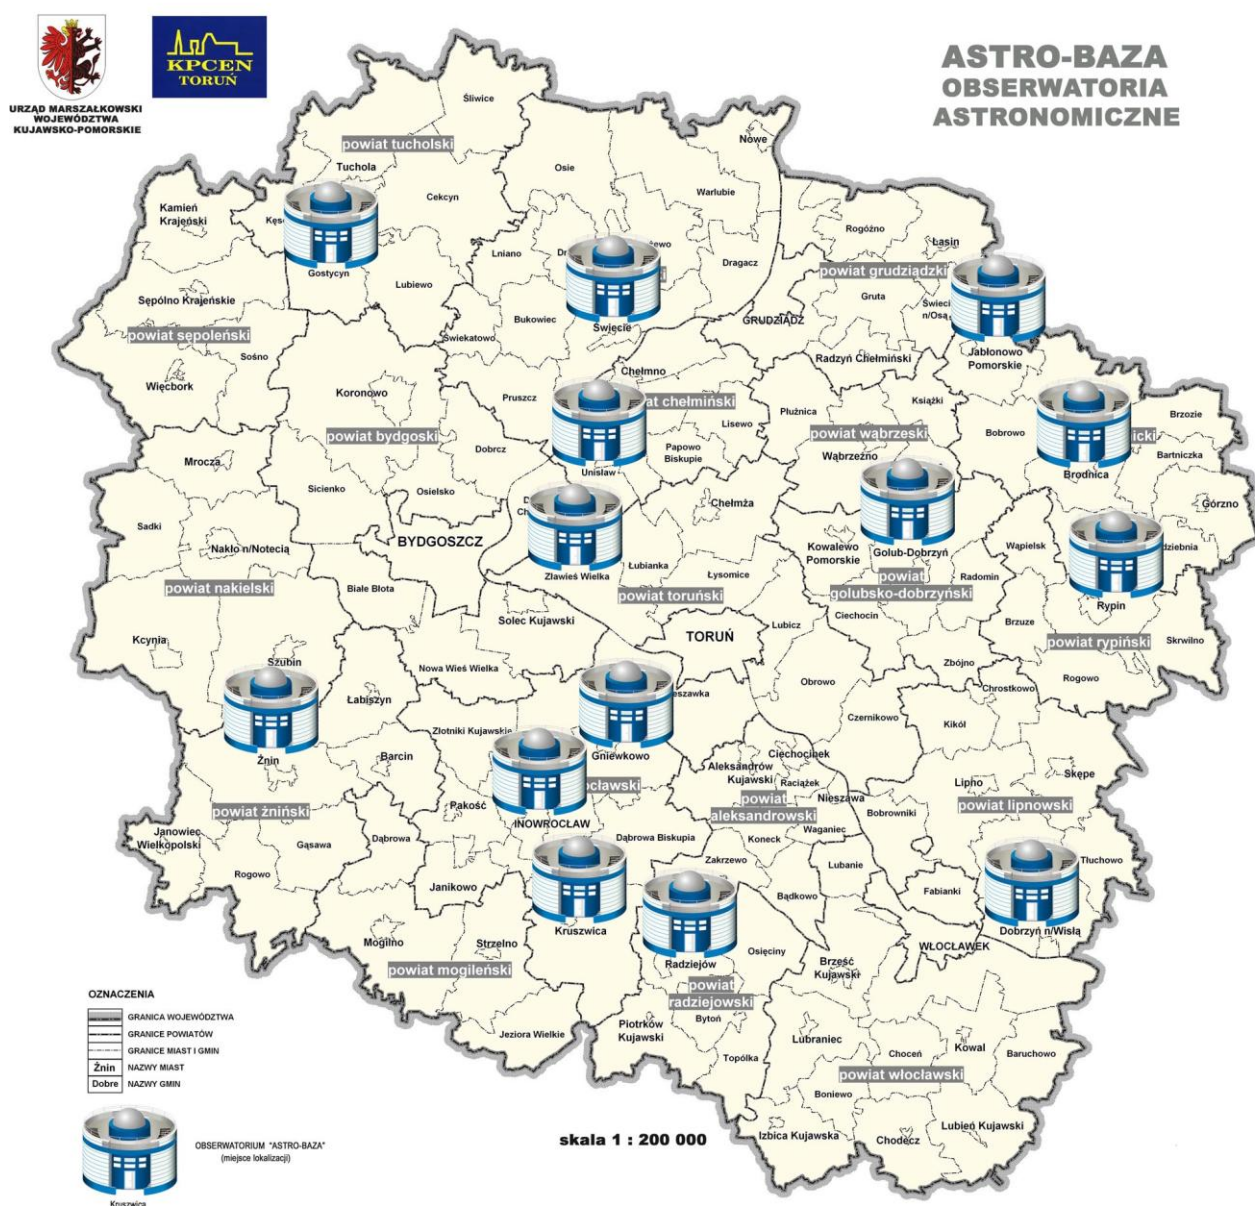 KPCEN
TORUŃ
URZĄD MARSZAŁKOWSKI
WOJEWÓDZTWA
KUJAWSKO-POMORSKIE
ASTRO-BAZA
OBSERWATORIA
ASTRONOMICZNE
Śliwice
powiat tucholski
Nowe
Tuchola
Osie
Cekcyn
Warlubie
Kamień
Krajeński
Rogóźno
Łasin
Lniano
Dragacz
powiat grudziądzki
Gostycyn
Lubiewo
Sępólno Krajeńskie
Gruta
Świeci
n/Osą
Bukowiec
Świecie
GRUDZIĄDZ
powiat sępoleński
Świekatowo
Sośno
Radzyń Chełmiński
Jabłonowo
Pomorskie
Więcbork
Chełmno
Koronowo
Pruszcz
at chełmiński
Książki
Płużnica
Brzozie
Lisewo
powiat bydgoski
powiat wąbrzeski
Bobrowo
icki
Dobrcz
Papowo
Biskupie
Wąbrzeźno
Bartniczka
Mrocza
Unisław
Brodnica
Sicienko
Osielsko
Chełmża
Górzno
Sadki
BYDGOSZCZ
Nakło n/Notecią
Kowalewo
Pomorskie
Golub-Dobrzyń
Wąpielsk
dziebnia
Zławieś Wielka
Łubianka
Łysomice
powiat
golubsko-dobrzyński
Radomin
powiat nakielski
Białe Błota
powiat toruński
Rypin
Solec Kujawski
TORUŃ
Lubicz
Ciechocin
Brzuze
Kcynia
powiat rypiński
Skrwilno
Szubin
Nowa Wieś Wielka
Zbójno
Rogowo
Łabiszyn
Obrowo
Chrostkowo
Czernikowo
Kikół
Złotniki Kujawskie
Żnin
Barcin
Gniewkowo
Ciechocinek
Aleksandrów
Kujawski
Raciążek
Lipno
Skępe
ocławski
powiat
aleksandrowski
Nieszawa
powiat lipnowski
powiat żniński
Pakość
Bobrowniki
INOWROCŁAW
Janowiec
Wielkopolski
Gąsawa
Dąbrowa
Dąbrowa Biskupia
Koneck
Waganiec
Zakrzewo
Lubanie
Tłuchowo
Rogowo
Janikowo
Bądkowo
Fabianki
Kruszwica
Dobrzyń n/Wisłą
Mogilno
Strzelno
Radziejów
Osięciny
WŁOCŁAWEK
powiat mogileński
powiat
radziejowski
Brześć
Kujawski
OZNACZENIA
GRANICA WOJEWÓDZTWA
GRANICE POWIATÓW
GRANICE MIAST I GMIN
Żnin NAZWY MIAST
Dobre NAZWY GMIN
Jeziora Wielkie
Piotrków
Kujawski
Bytoń
Topólka
Lubraniec
Choceń
Kowal
Baruchowo
powiat włocławski
Boniewo
OBSERWATORIUM "ASTRO-BAZA"
(miejsce lokalizacji)
Kruszwica
skala 1 : 200 000
Izbica Kujawska
Chodecz
Lubień Kujawski